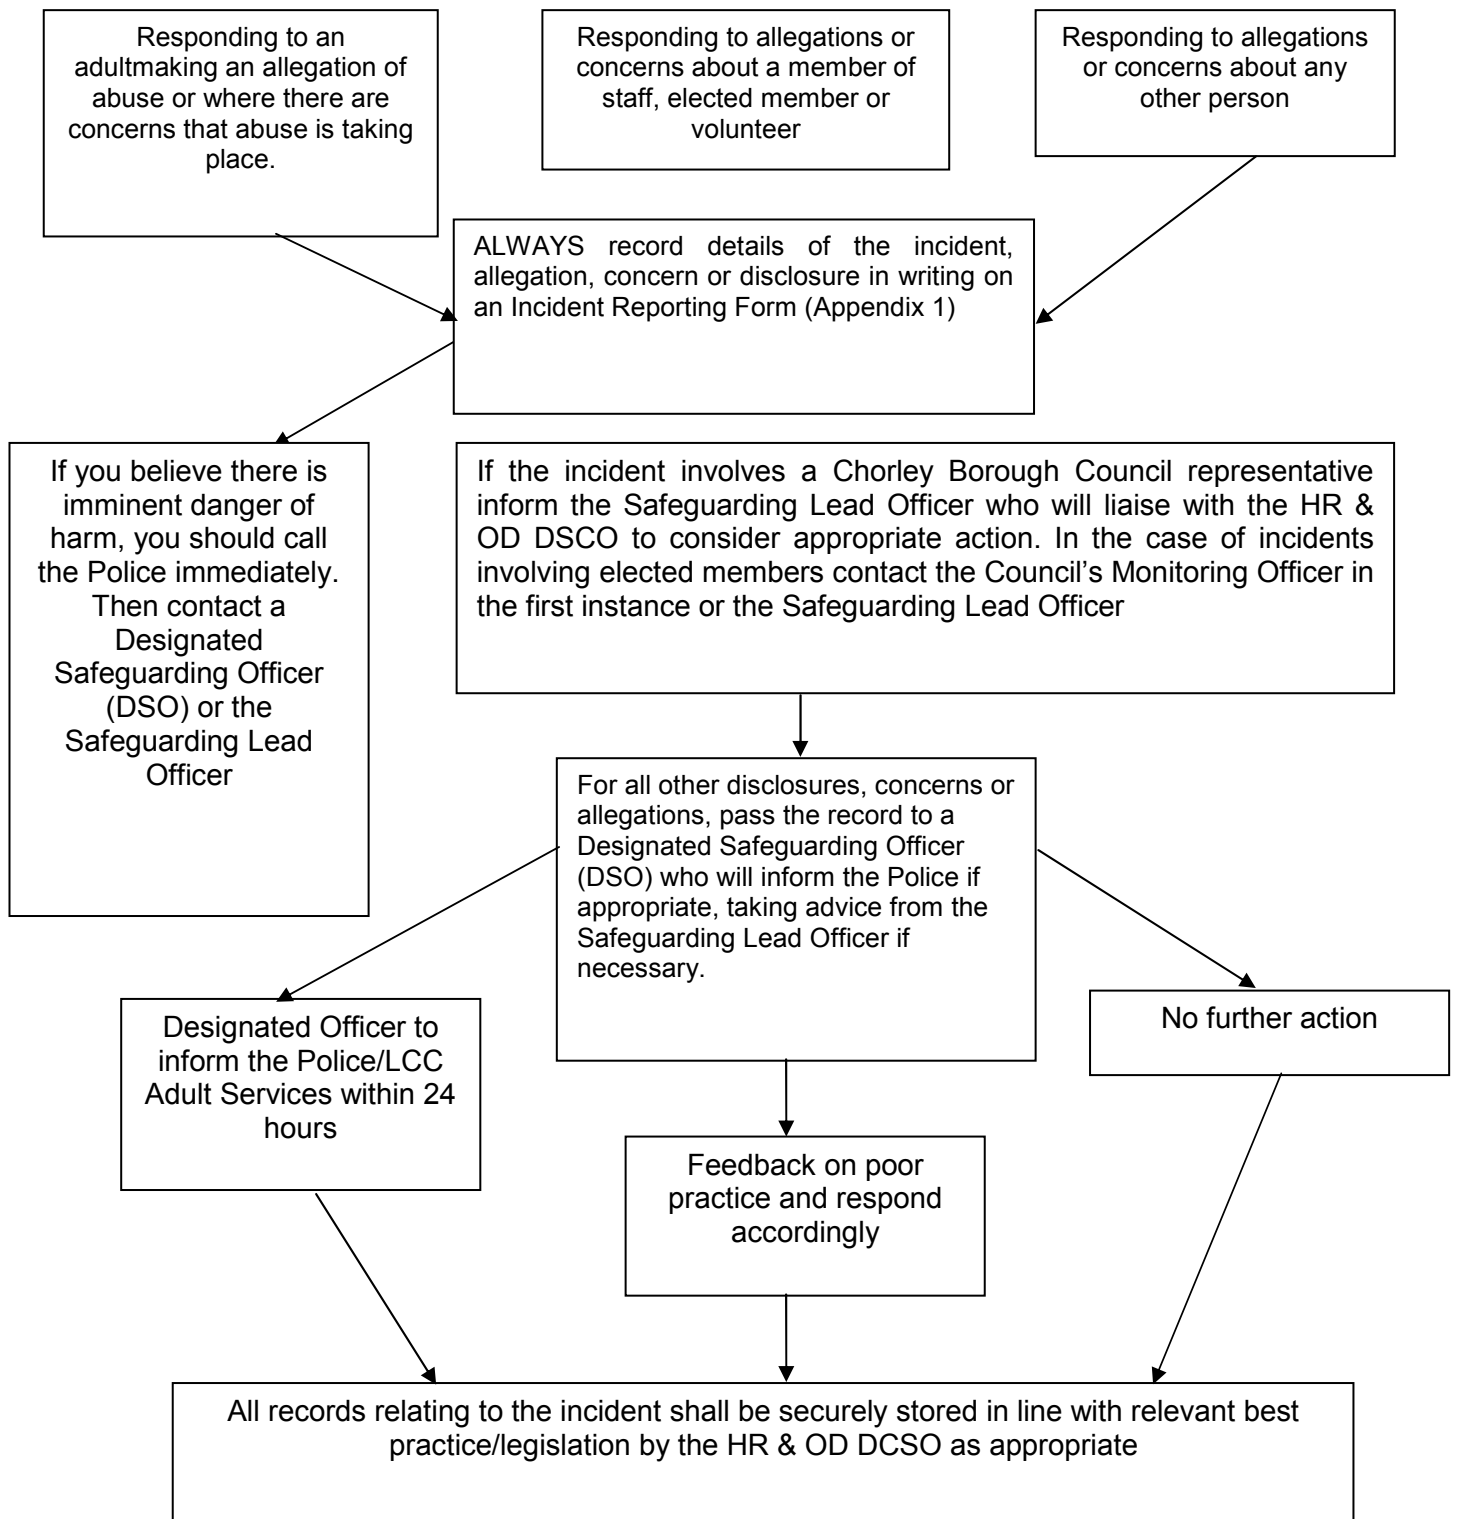 Responding to an
adultmaking an allegation of
abuse or where there are
concerns that abuse is taking
place.
Responding to allegations or
concerns about a member of
staff, elected member or
volunteer
Responding to allegations
or concerns about any
other person
ALWAYS record details of the incident,
allegation, concern or disclosure in writing on
an Incident Reporting Form (Appendix 1)
If you believe there is
imminent danger of
harm, you should call
the Police immediately.
Then contact a
Designated
Safeguarding Officer
(DSO) or the
Safeguarding Lead
Officer
If the incident involves a Chorley Borough Council representative
inform the Safeguarding Lead Officer who will liaise with the HR &
OD DSCO to consider appropriate action. In the case of incidents
involving elected members contact the Council’s Monitoring Officer in
the first instance or the Safeguarding Lead Officer
For all other disclosures, concerns or
allegations, pass the record to a
Designated Safeguarding Officer
(DSO) who will inform the Police if
appropriate, taking advice from the
Safeguarding Lead Officer if
necessary.
Designated Officer to
inform the Police/LCC
Adult Services within 24
hours
No further action
Feedback on poor
practice and respond
accordingly
All records relating to the incident shall be securely stored in line with relevant best
practice/legislation by the HR & OD DCSO as appropriate